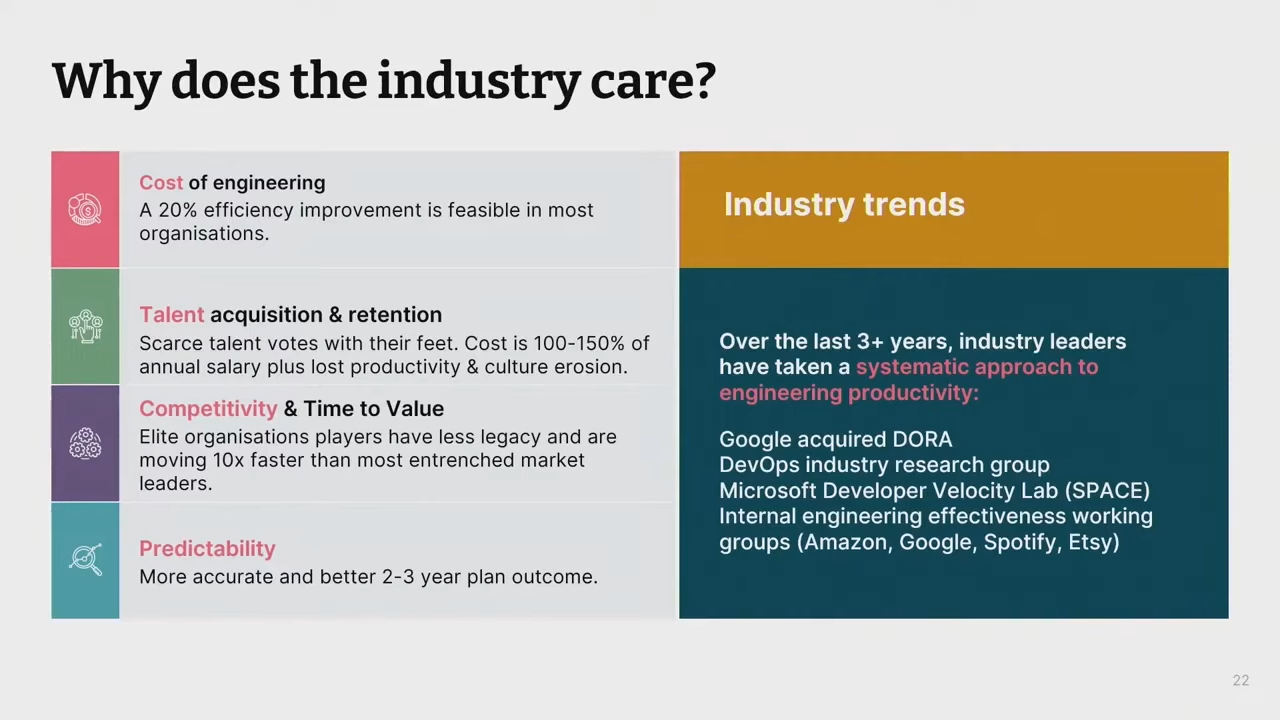 Why does the industry care?
Cost of engineering
A 20% efficiency improvement is feasible in most
organisations.
Talent acquisition & retention
Scarce talent votes with their feet. Cost is 100-150% of
annual salary plus lost productivity & culture erosion.
Competitivity & Time to Value
Elite organisations players have less legacy and are
moving 10x faster than most entrenched market
leaders.
Predictability
More accurate and better 2-3 year plan outcome.
Industry trends
Over the last 3+ years, industry leaders
have taken a systematic approach to
engineering productivity:
Google acquired DORA
DevOps industry research group
Microsoft Developer Velocity Lab (SPACE)
Internal engineering effectiveness working
groups (Amazon, Google, Spotify, Etsy)
22